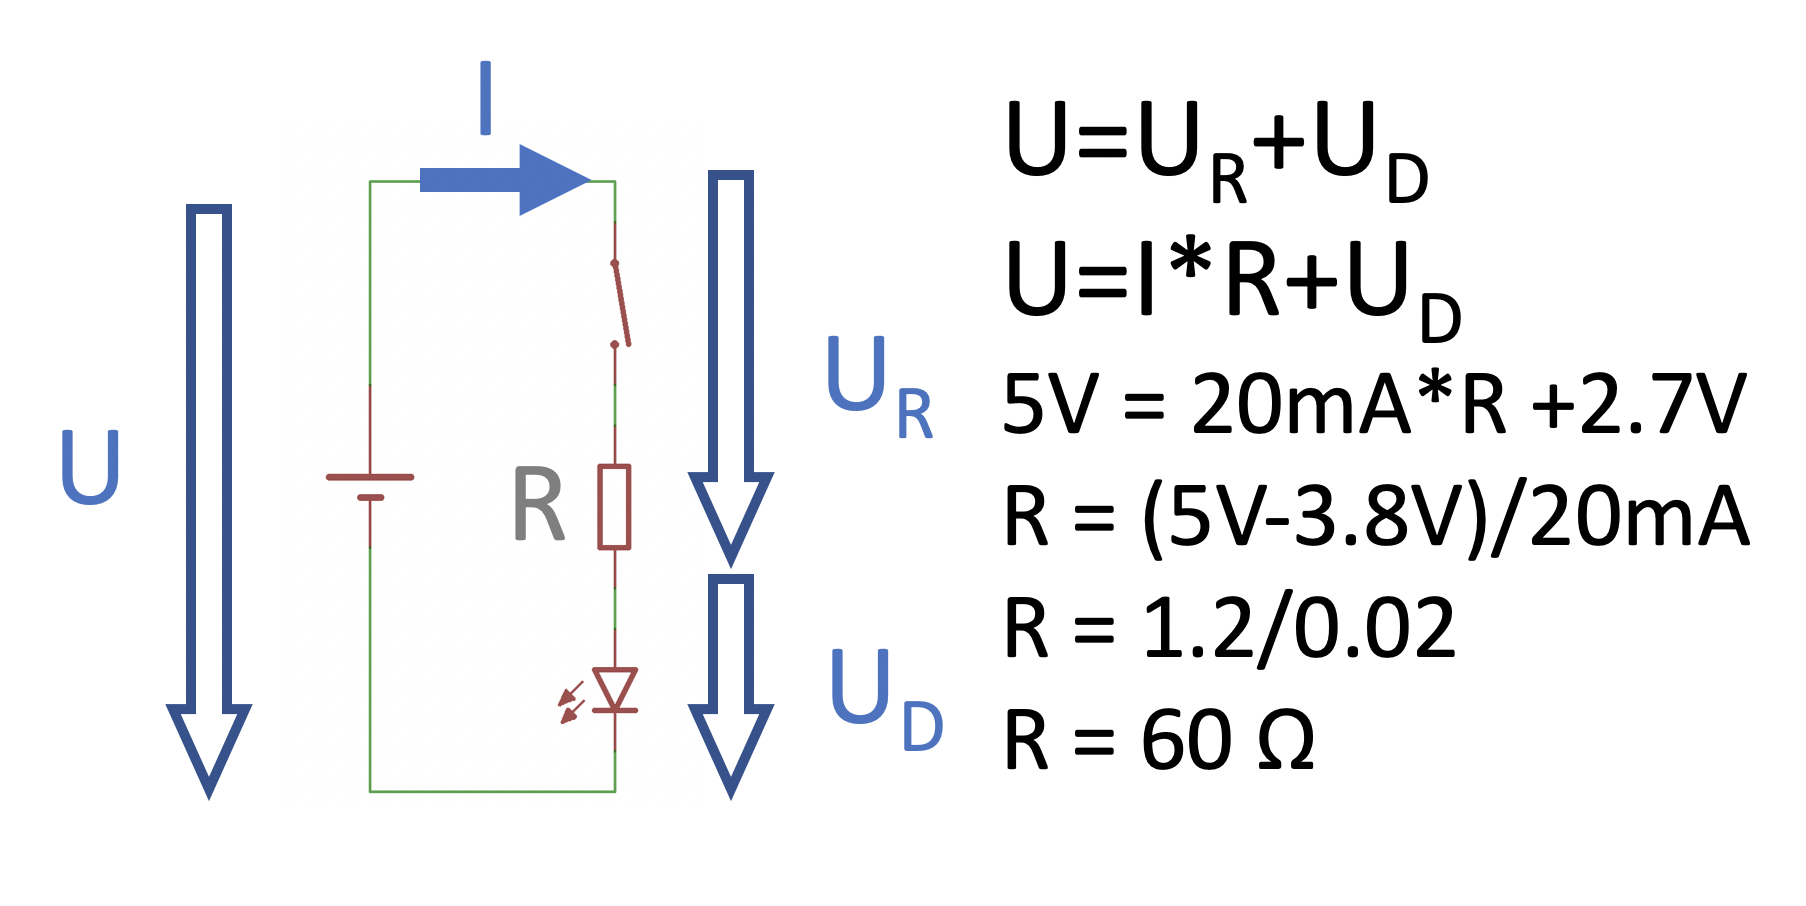 I
U
R
U_R
U_D
U=U_R+U_D
U=I*R+U_D
5V = 20mA*R +2.7V
R = (5V-3.8V)/20mA
R = 1.2/0.02
R = 60 Ω